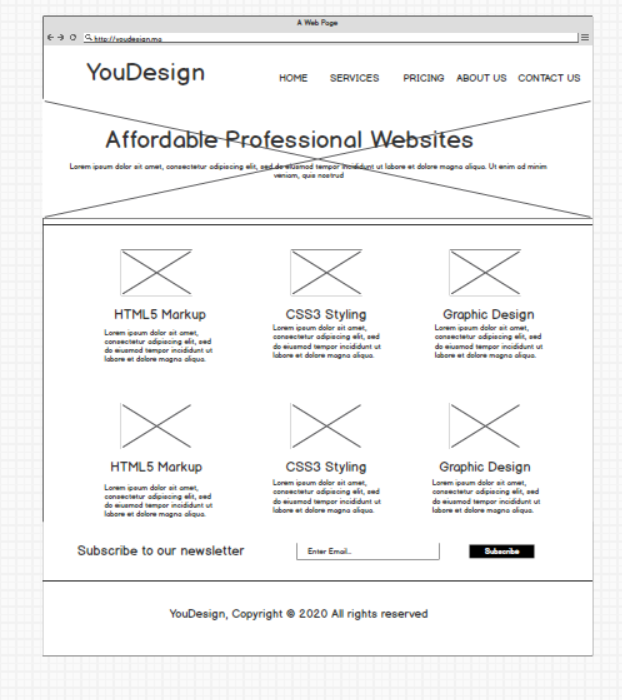 A Web Page
http://youdesign.ma
YouDesign
HOME SERVICES PRICING ABOUT US CONTACT US
Affordable Professional Websites
Lorem ipsum dolor sit amet, consectetur adipiscing elit, sed do eiusmod tempor incididunt ut labore et dolore magna aliqua. Ut enim ad minim
veniam, quis nostrud
HTML5 Markup
Lorem ipsum dolor sit amet,
consectetur adipiscing elit, sed
do eiusmod tempor incididunt ut
labore et dolore magna aliqua.
CSS3 Styling
Lorem ipsum dolor sit amet,
consectetur adipiscing elit, sed
do eiusmod tempor incididunt ut
labore et dolore magna aliqua.
Graphic Design
Lorem ipsum dolor sit amet,
consectetur adipiscing elit, sed
do eiusmod tempor incididunt ut
labore et dolore magna aliqua.
HTML5 Markup
Lorem ipsum dolor sit amet,
consectetur adipiscing elit, sed
do eiusmod tempor incididunt ut
labore et dolore magna aliqua.
CSS3 Styling
Lorem ipsum dolor sit amet,
consectetur adipiscing elit, sed
do eiusmod tempor incididunt ut
labore et dolore magna aliqua.
Graphic Design
Lorem ipsum dolor sit amet,
consectetur adipiscing elit, sed
do eiusmod tempor incididunt ut
labore et dolore magna aliqua.
Subscribe to our newsletter
Enter Email..
Subscribe
YouDesign, Copyright © 2020 All rights reserved